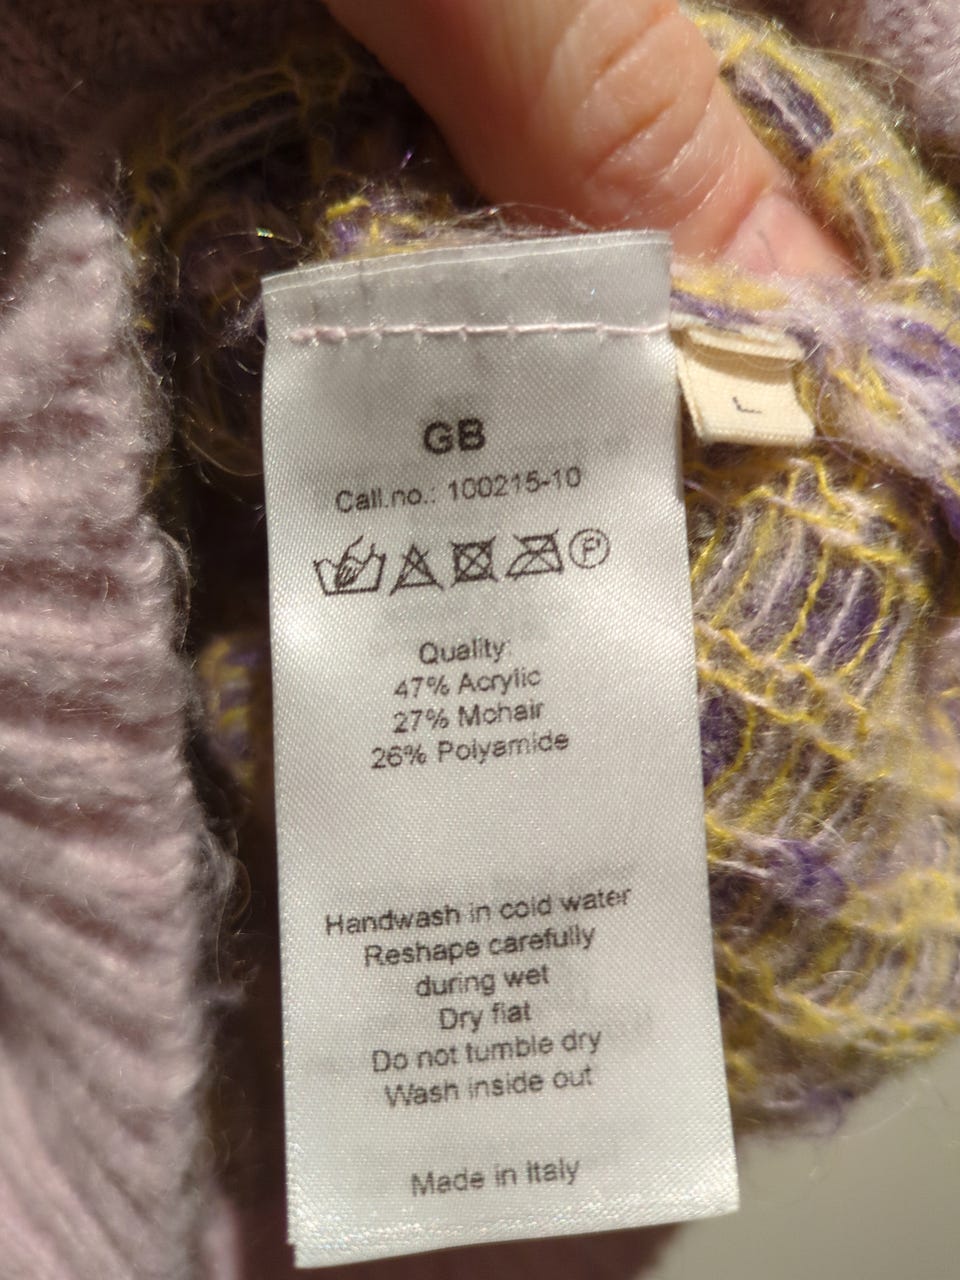 GB
Call.no.: 100215-10
P
Quality:
47% Acrylic
27% Mohair
26% Polyamide
Handwash in cold water
Reshape carefully
during wet
Dry flat
Do not tumble dry
Wash inside out
Made in Italy
L